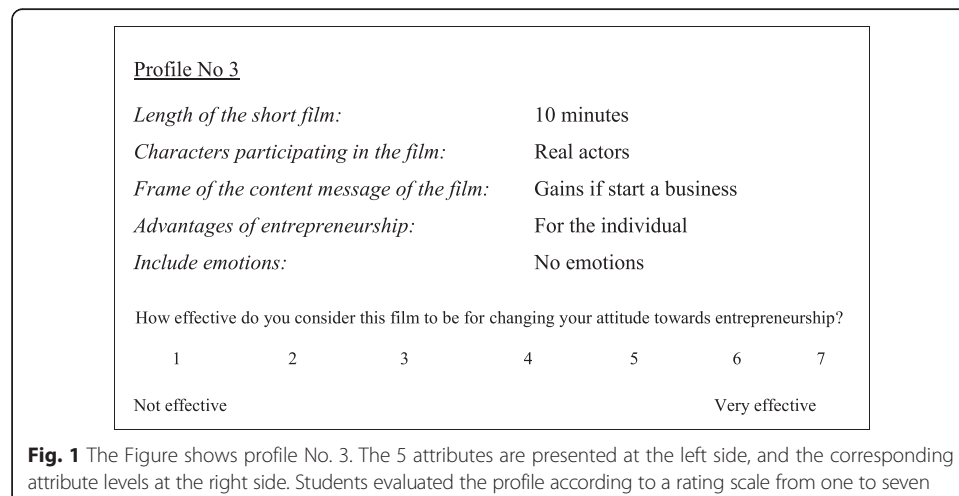 Profile No 3
Length of the short film: 10 minutes
Characters participating in the film: Real actors
Frame of the content message of the film: Gains if start a business
Advantages of entrepreneurship: For the individual
Include emotions: No emotions
How effective do you consider this film to be for changing your attitude towards entrepreneurship?
1 2 3 4 5 6 7
Not effective Very effective
Fig. 1 The Figure shows profile No. 3. The 5 attributes are presented at the left side, and the corresponding
attribute levels at the right side. Students evaluated the profile according to a rating scale from one to seven